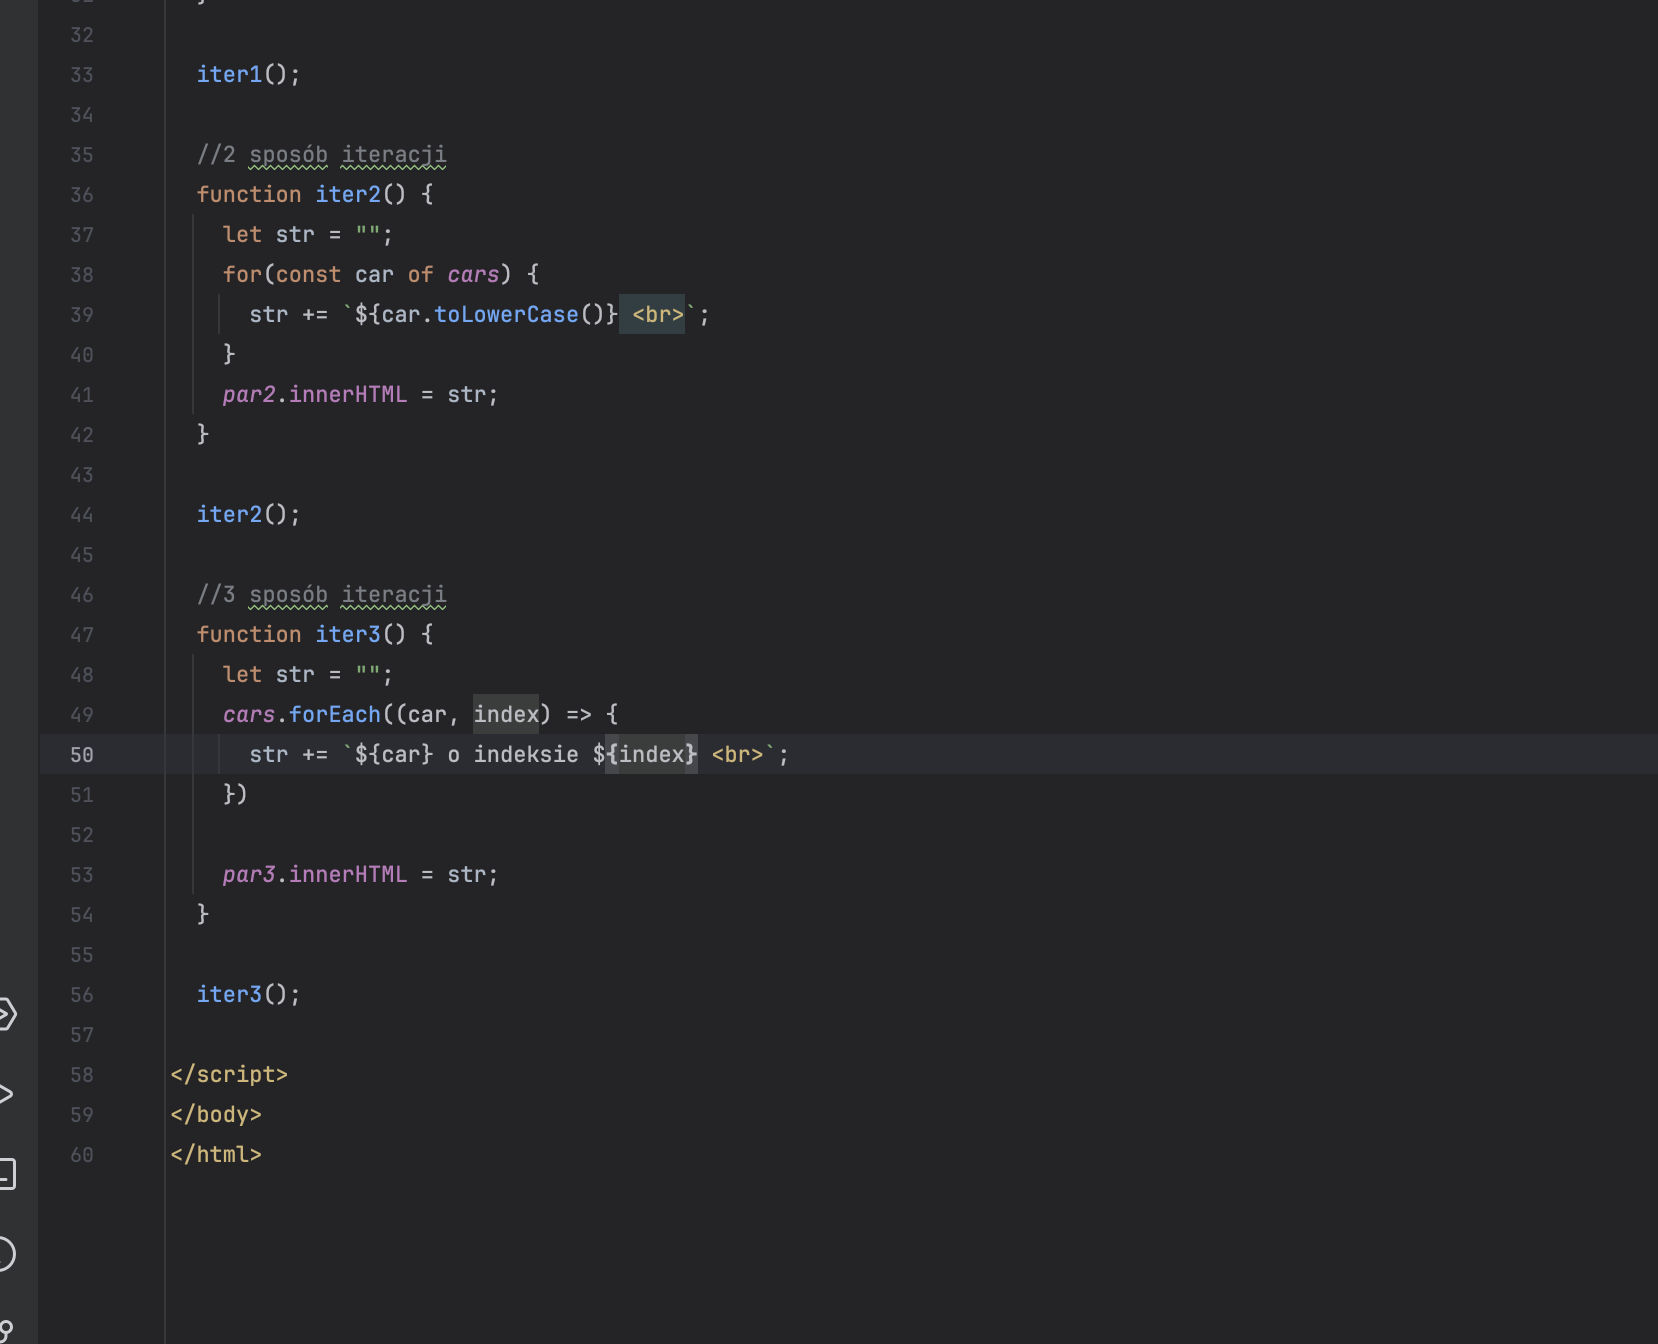 32
33 iter1();
34
35 //2 sposób iteracji
36 function iter2() {
37 let str = "";
38 for(const car of cars) {
39 str += `${car.toLowerCase()} <br>`;
40 }
41 par2.innerHTML = str;
42 }
43
44 iter2();
45
46 //3 sposób iteracji
47 function iter3() {
48 let str = "";
49 cars.forEach((car, index) => {
50 str += `${car} o indeksie ${index} <br>`;
51 })
52
53 par3.innerHTML = str;
54 }
55
56 iter3();
57
58 </script>
59 </body>
60 </html>